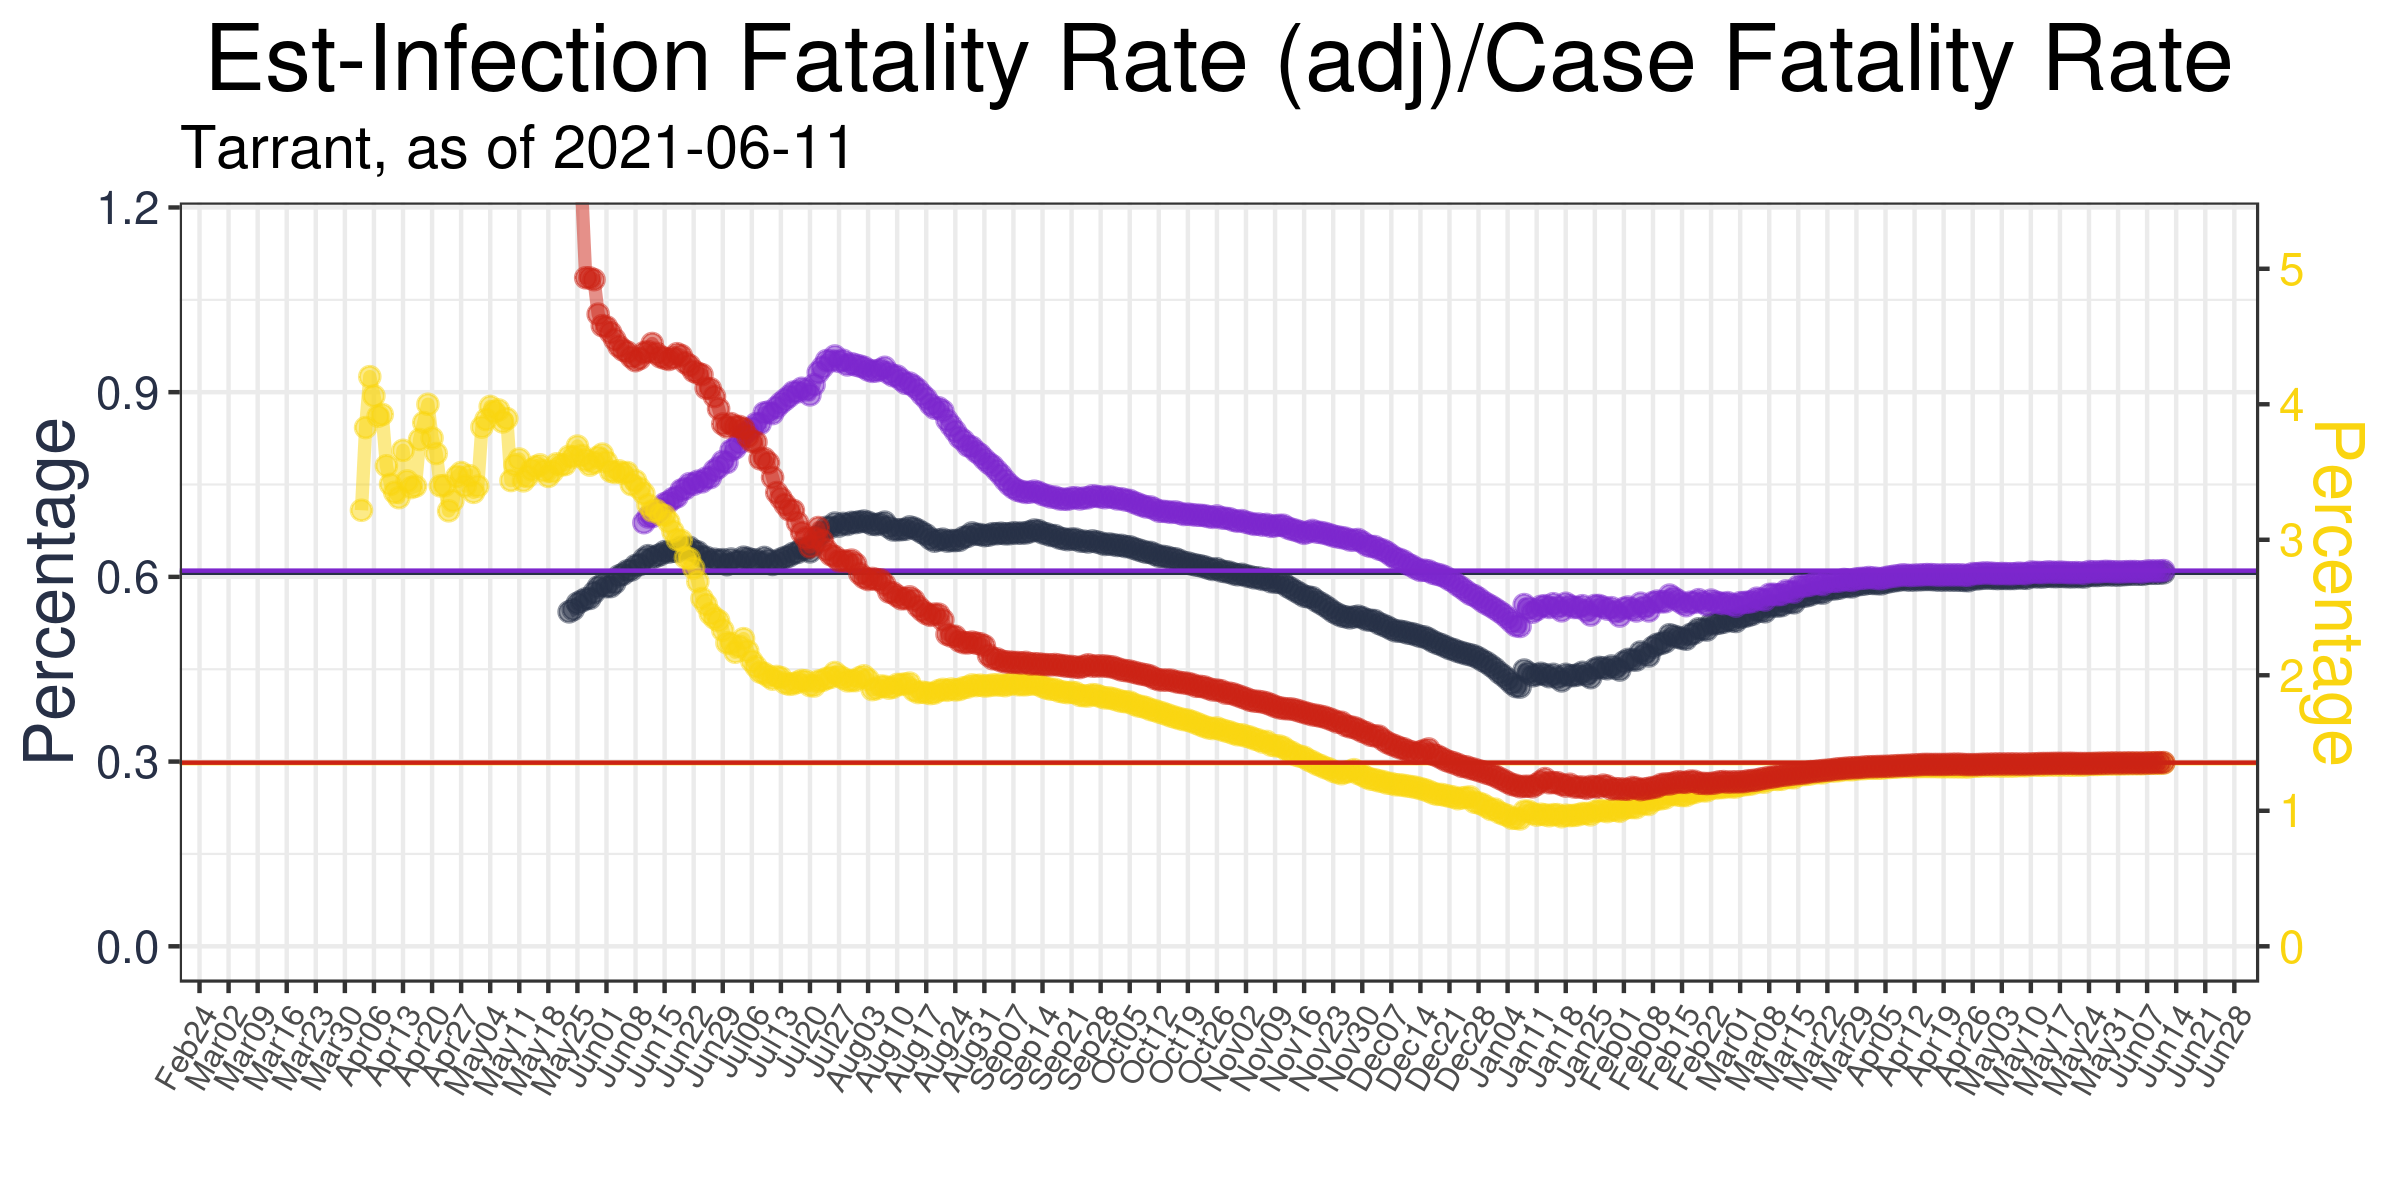 Est-Infection Fatality Rate (adj)/Case Fatality Rate
Tarrant, as of 2021-06-11
Percentage
1.2
0.9
0.6
0.3
0.0
5
4
3
2
1
0
Percentage
Feb24
Mar02
Mar09
Mar16
Mar23
Mar30
Apr06
Apr13
Apr20
Apr27
May04
May11
May18
May25
Jun01
Jun08
Jun15
Jun22
Jun29
Jul06
Jul13
Jul20
Jul27
Aug03
Aug10
Aug17
Aug24
Aug31
Sep07
Sep14
Sep21
Sep28
Oct05
Oct12
Oct19
Oct26
Nov02
Nov09
Nov16
Nov23
Nov30
Dec07
Dec14
Dec21
Dec28
Jan04
Jan11
Jan18
Jan25
Feb01
Feb08
Feb15
Feb22
Mar01
Mar08
Mar15
Mar22
Mar29
Apr05
Apr12
Apr19
Apr26
May03
May10
May17
May24
May31
Jun07
Jun14
Jun21
Jun28